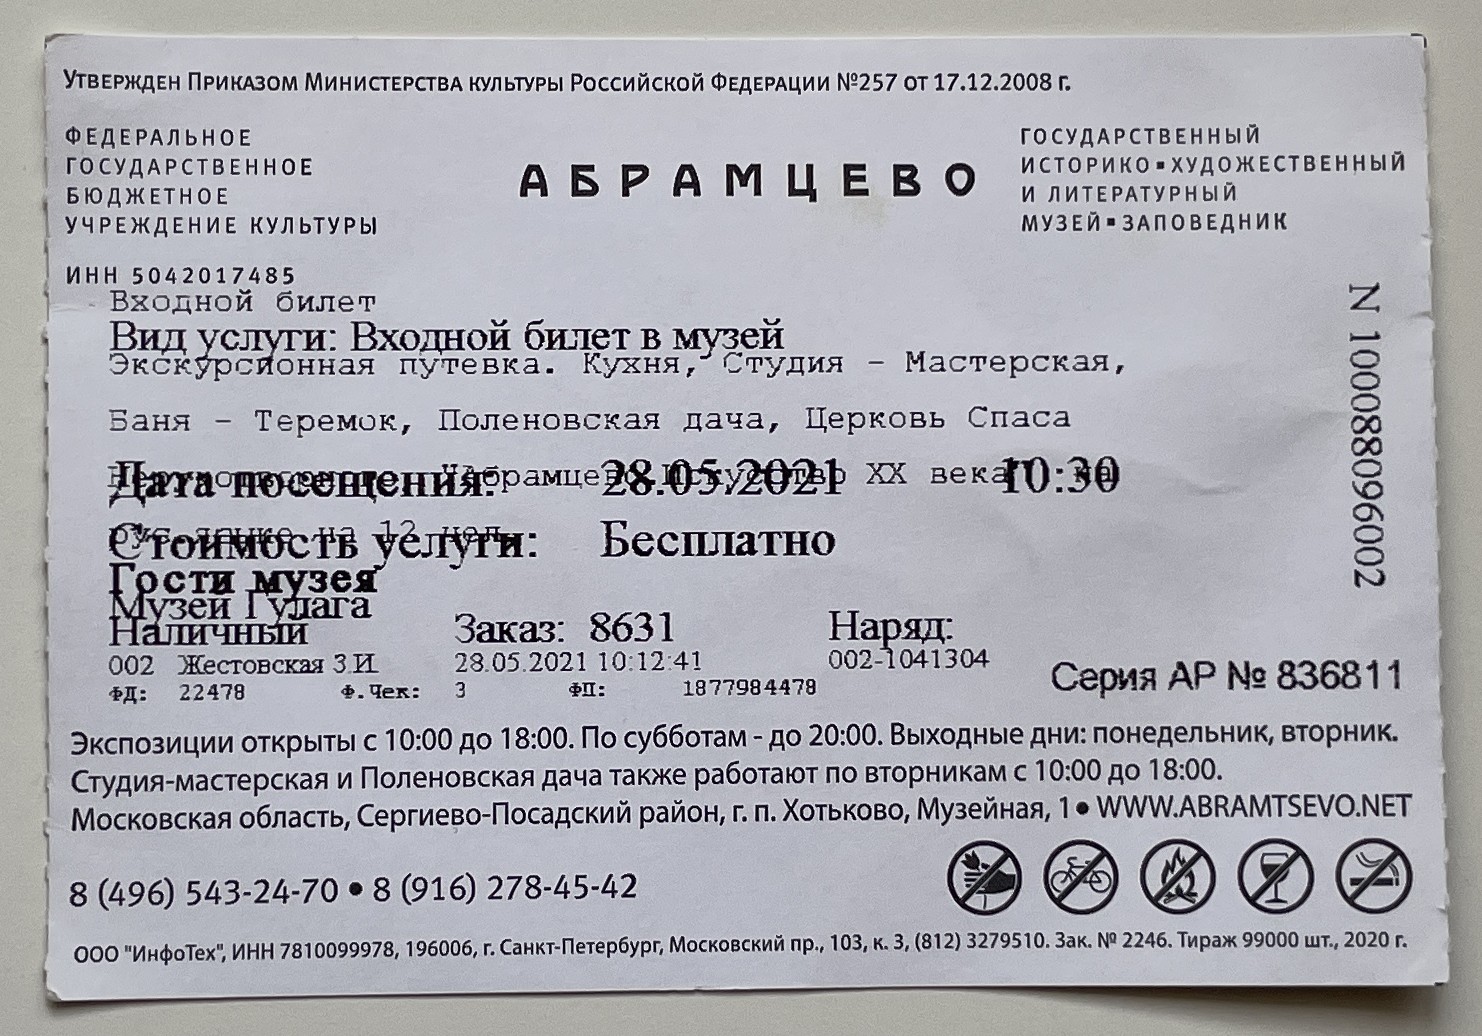 Утвержден Приказом Министерства культуры Российской Федерации №257 от 17.12.2008 г.
ФЕДЕРАЛЬНОЕ
ГОСУДАРСТВЕННОЕ
БЮДЖЕТНОЕ
УЧРЕЖДЕНИЕ КУЛЬТУРЫ
АБРАМЦЕВО
ГОСУДАРСТВЕННЫЙ
ИСТОРИКО▪ХУДОЖЕСТВЕННЫЙ
И ЛИТЕРАТУРНЫЙ
МУЗЕЙ▪ЗАПОВЕДНИК
ИНН 5042017485
Входной билет
Вид услуги: Входной билет в музей
Экскурсионная путевка. Кухня, Студия - Мастерская,
Баня - Теремок, Поленовская дача, Церковь Спаса
XX века
Дата посещения: 28.05.2021 10:30
на 12 чел.
Стоимость услуги: Бесплатно
Гости музея
Музей Гулага
Наличный Заказ: 8631 Наряд:
002 Жестовская З.И. 28.05.2021 10:12:41 002-1041304
ФД: 22478 Ф.Чек: 3 ФП: 1877984478
N 10008809600​2
Серия АР № 836811
Экспозиции открыты с 10:00 до 18:00. По субботам - до 20:00. Выходные дни: понедельник, вторник.
Студия-мастерская и Поленовская дача также работают по вторникам с 10:00 до 18:00.
Московская область, Сергиево-Посадский район, г. п. Хотьково, Музейная, 1• WWW.ABRAMTSEVO.NET
8 (496) 543-24-70 • 8 (916) 278-45-42
ООО "ИнфоТех", ИНН 7810099978, 196006, г. Санкт-Петербург, Московский пр., 103, к. 3, (812) 3279510. Зак. № 2246. Тираж 99000 шт., 2020 г.